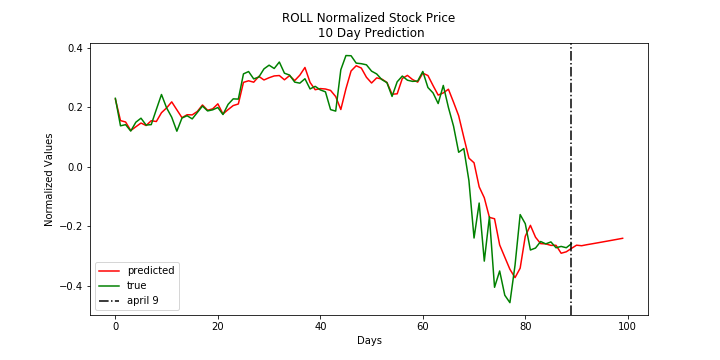 ROLL Normalized Stock Price
10 Day Prediction
Normalized Values
0.4
0.2
0.0
−0.2
−0.4
predicted
true
april 9
0 20 40 60 80 100
Days